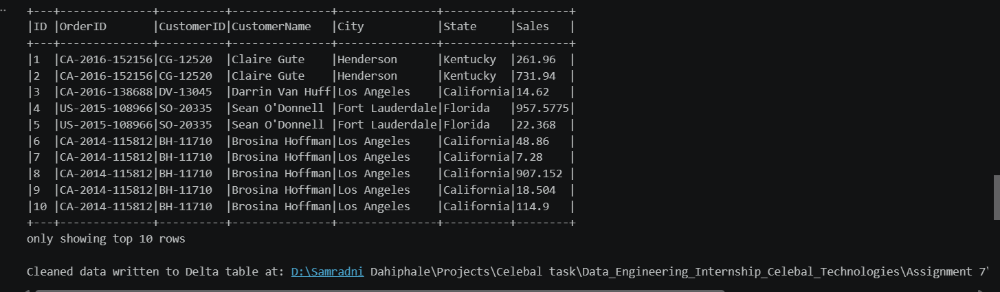 +---+--------------+----------+---------------+---------------+----------+--------+
|ID |OrderID       |CustomerID|CustomerName   |City           |State     |Sales   |
+---+--------------+----------+---------------+---------------+----------+--------+
|1  |CA-2016-152156|CG-12520  |Claire Gute    |Henderson      |Kentucky  |261.96  |
|2  |CA-2016-152156|CG-12520  |Claire Gute    |Henderson      |Kentucky  |731.94  |
|3  |CA-2016-138688|DV-13045  |Darrin Van Huff|Los Angeles    |California|14.62   |
|4  |US-2015-108966|SO-20335  |Sean O'Donnell |Fort Lauderdale|Florida   |957.5775|
|5  |US-2015-108966|SO-20335  |Sean O'Donnell |Fort Lauderdale|Florida   |22.368  |
|6  |CA-2014-115812|BH-11710  |Brosina Hoffman|Los Angeles    |California|48.86   |
|7  |CA-2014-115812|BH-11710  |Brosina Hoffman|Los Angeles    |California|7.28    |
|8  |CA-2014-115812|BH-11710  |Brosina Hoffman|Los Angeles    |California|907.152 |
|9  |CA-2014-115812|BH-11710  |Brosina Hoffman|Los Angeles    |California|18.504  |
|10 |CA-2014-115812|BH-11710  |Brosina Hoffman|Los Angeles    |California|114.9   |
+---+--------------+----------+---------------+---------------+----------+--------+
only showing top 10 rows
Cleaned data written to Delta table at: D:\Samradni Dahiphale\Projects\Celebal task\Data_Engineering_Internship_Celebal_Technologies\Assignment 7\